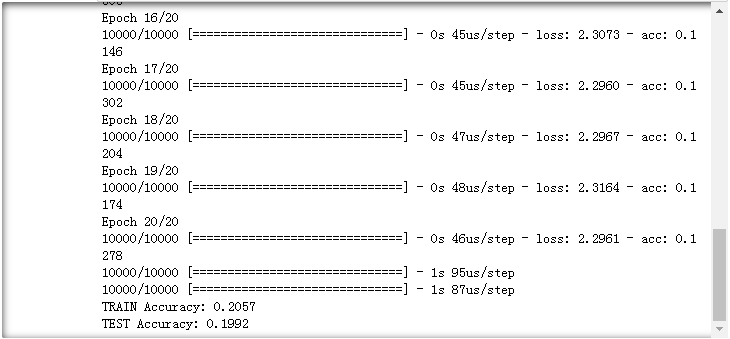 Epoch 16/20
10000/10000 [==============================] - 0s 45us/step - loss: 2.3073 - acc: 0.1
146
Epoch 17/20
10000/10000 [==============================] - 0s 45us/step - loss: 2.2960 - acc: 0.1
302
Epoch 18/20
10000/10000 [==============================] - 0s 47us/step - loss: 2.2967 - acc: 0.1
204
Epoch 19/20
10000/10000 [==============================] - 0s 48us/step - loss: 2.3164 - acc: 0.1
174
Epoch 20/20
10000/10000 [==============================] - 0s 46us/step - loss: 2.2961 - acc: 0.1
278
10000/10000 [==============================] - 1s 95us/step
10000/10000 [==============================] - 1s 87us/step
TRAIN Accuracy: 0.2057
TEST Accuracy: 0.1992